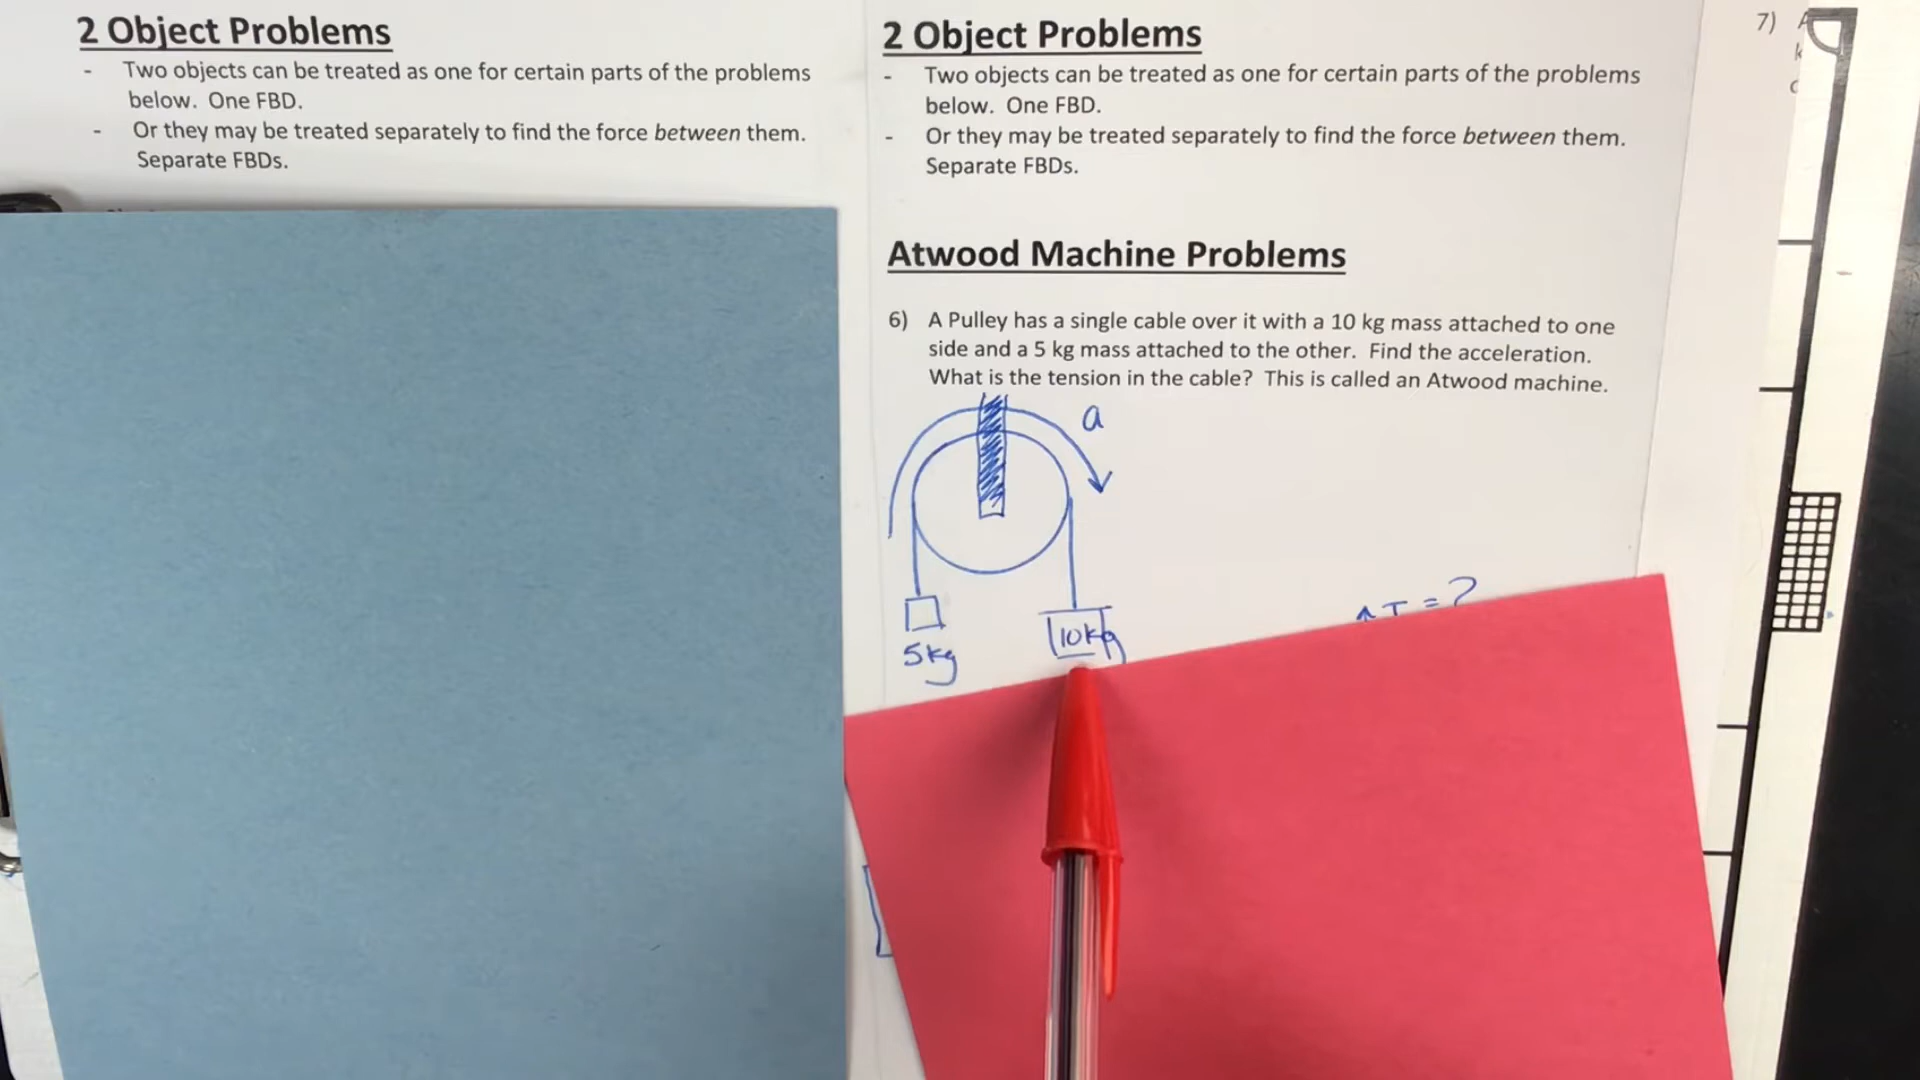 2 Object Problems
- Two objects can be treated as one for certain parts of the problems
below. One FBD.
- Or they may be treated separately to find the force between them.
Separate FBDs.
2 Object Problems
- Two objects can be treated as one for certain parts of the problems
below. One FBD.
- Or they may be treated separately to find the force between them.
Separate FBDs.
Atwood Machine Problems
6) A Pulley has a single cable over it with a 10 kg mass attached to one
side and a 5 kg mass attached to the other. Find the acceleration.
What is the tension in the cable? This is called an Atwood machine.
a
5kg
10kg
T = ?
7)